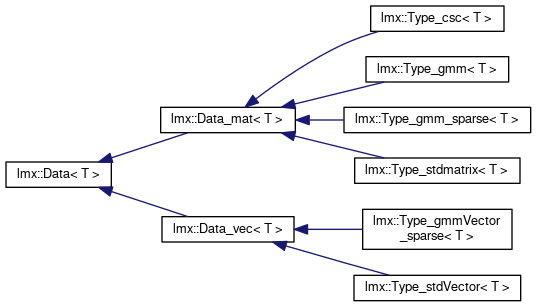 lmx::Type_csc< T >
lmx::Type_gmm< T >
lmx::Data_mat< T >
lmx::Type_gmm_sparse< T >
lmx::Data< T >
lmx::Type_stdmatrix< T >
lmx::Data_vec< T >
lmx::Type_gmmVector
_sparse< T >
lmx::Type_stdVector< T >